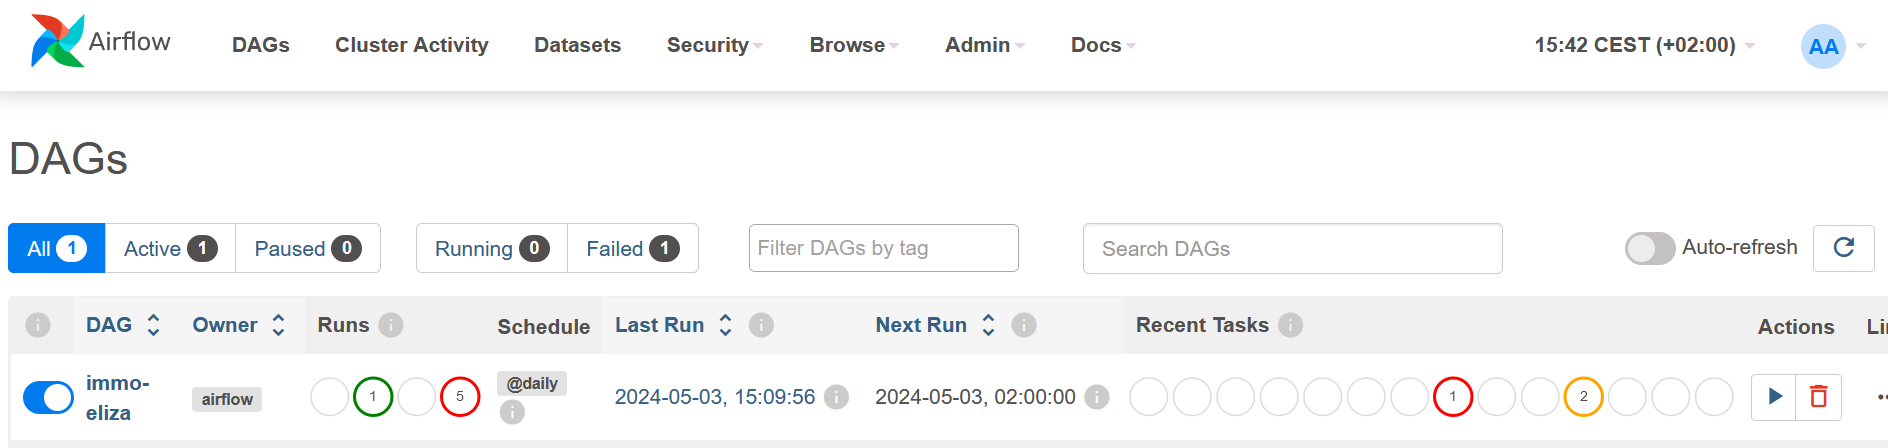 Airflow DAGs Cluster Activity Datasets Security Browse Admin Docs 15:42 CEST (+02:00) AA
DAGs
All 1 Active 1 Paused 0 Running 0 Failed 1 Filter DAGs by tag Search DAGs Auto-refresh
i DAG Owner Runs i Schedule Last Run i Next Run i Recent Tasks i Actions
immo-
eliza
airflow
1 5
@daily
i
2024-05-03, 15:09:56 i 2024-05-03, 02:00:00 i 1 2